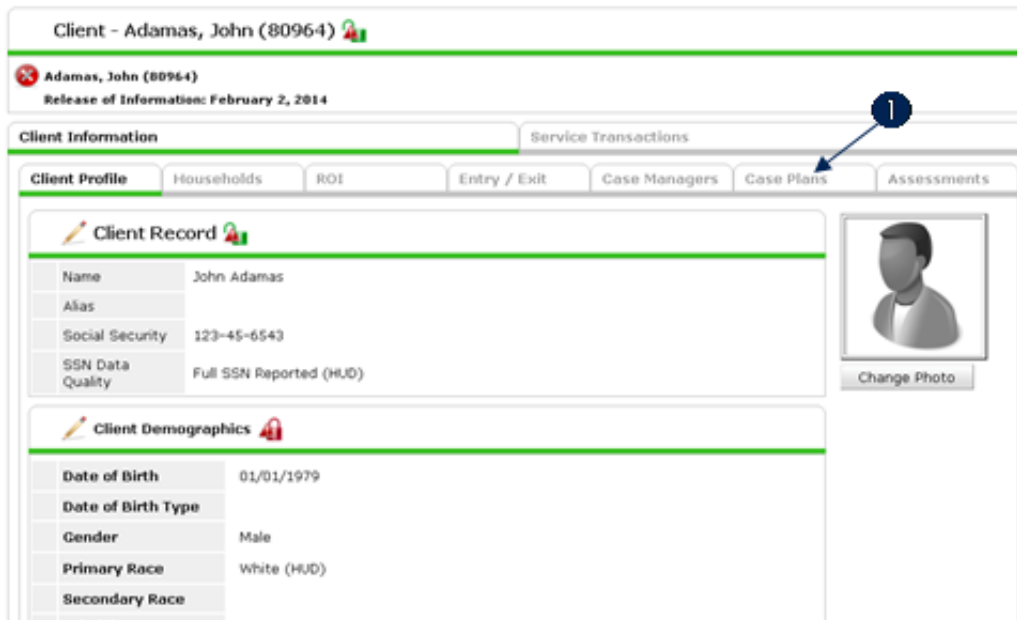 Client - Adamas, John (80964)
Adamas, John (80964)
Release of Information: February 2, 2014
1
Client Information Service Transactions
Client Profile Households ROI Entry / Exit Case Managers Case Plans Assessments
Client Record
Name John Adamas
Alias
Social Security 123-45-6543
SSN Data
Quality Full SSN Reported (HUD)
Change Photo
Client Demographics
Date of Birth 01/01/1979
Date of Birth Type
Gender Male
Primary Race White (HUD)
Secondary Race